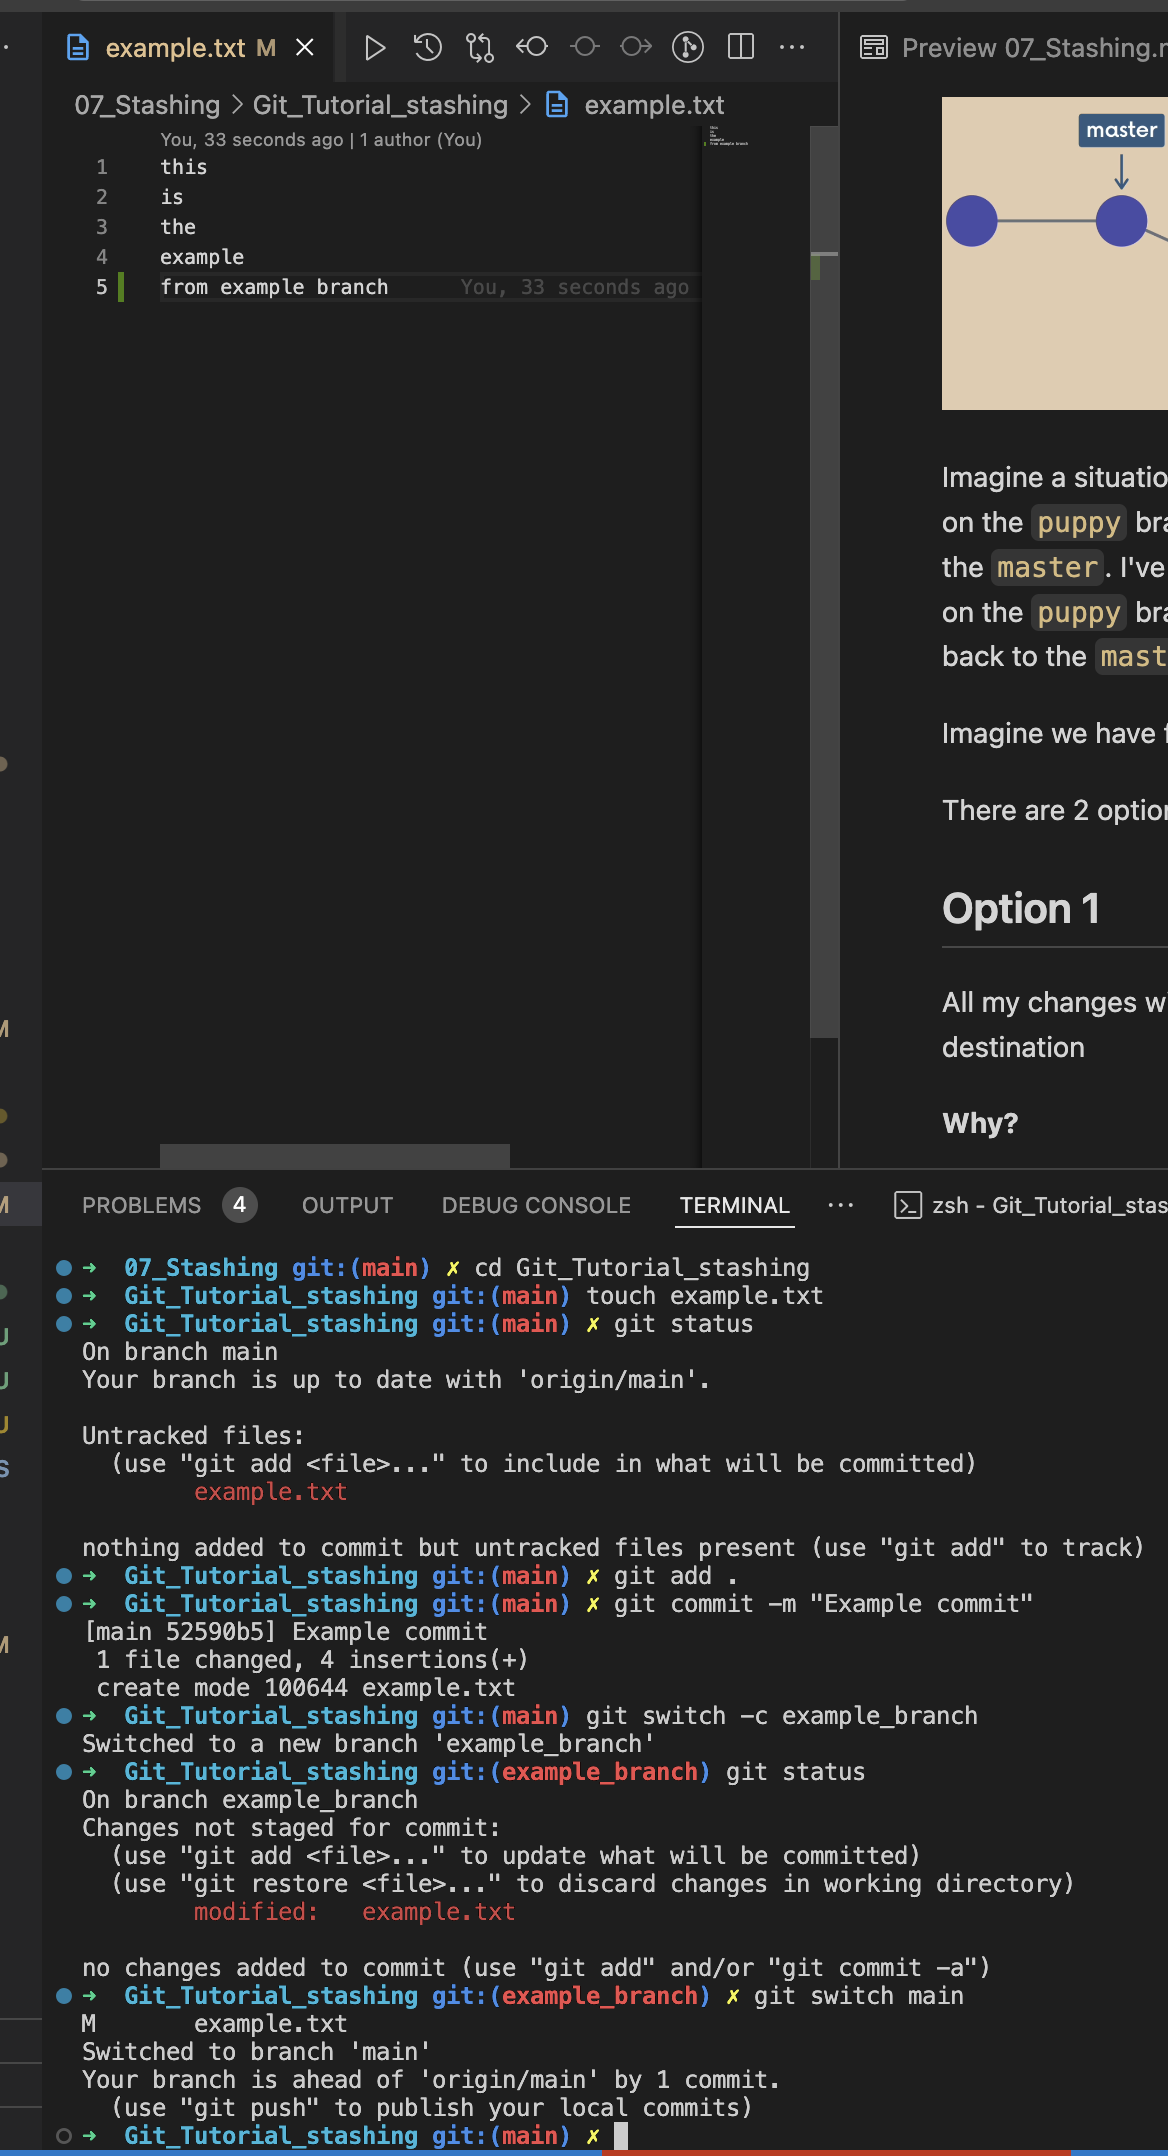 example.txt M
Preview 07_Stashing.
07_Stashing > Git_Tutorial_stashing > example.txt
You, 33 seconds ago | 1 author (You)
1 this
2 is
3 the
4 example
5 from example branch You, 33 seconds ago
master
Imagine a situatio
on the puppy bra
the master. I've
on the puppy bra
back to the mast
Imagine we have
There are 2 option
Option 1
All my changes w
destination
Why?
PROBLEMS 4 OUTPUT DEBUG CONSOLE TERMINAL ... zsh - Git_Tutorial_stas
➜ 07_Stashing git:(main) ✗ cd Git_Tutorial_stashing
➜ Git_Tutorial_stashing git:(main) touch example.txt
➜ Git_Tutorial_stashing git:(main) ✗ git status
On branch main
Your branch is up to date with 'origin/main'.
Untracked files:
(use "git add <file>..." to include in what will be committed)
example.txt
nothing added to commit but untracked files present (use "git add" to track)
➜ Git_Tutorial_stashing git:(main) ✗ git add .
➜ Git_Tutorial_stashing git:(main) ✗ git commit -m "Example commit"
[main 52590b5] Example commit
1 file changed, 4 insertions(+)
create mode 100644 example.txt
➜ Git_Tutorial_stashing git:(main) git switch -c example_branch
Switched to a new branch 'example_branch'
➜ Git_Tutorial_stashing git:(example_branch) git status
On branch example_branch
Changes not staged for commit:
(use "git add <file>..." to update what will be committed)
(use "git restore <file>..." to discard changes in working directory)
modified: example.txt
no changes added to commit (use "git add" and/or "git commit -a")
➜ Git_Tutorial_stashing git:(example_branch) ✗ git switch main
M example.txt
Switched to branch 'main'
Your branch is ahead of 'origin/main' by 1 commit.
(use "git push" to publish your local commits)
➜ Git_Tutorial_stashing git:(main) ✗